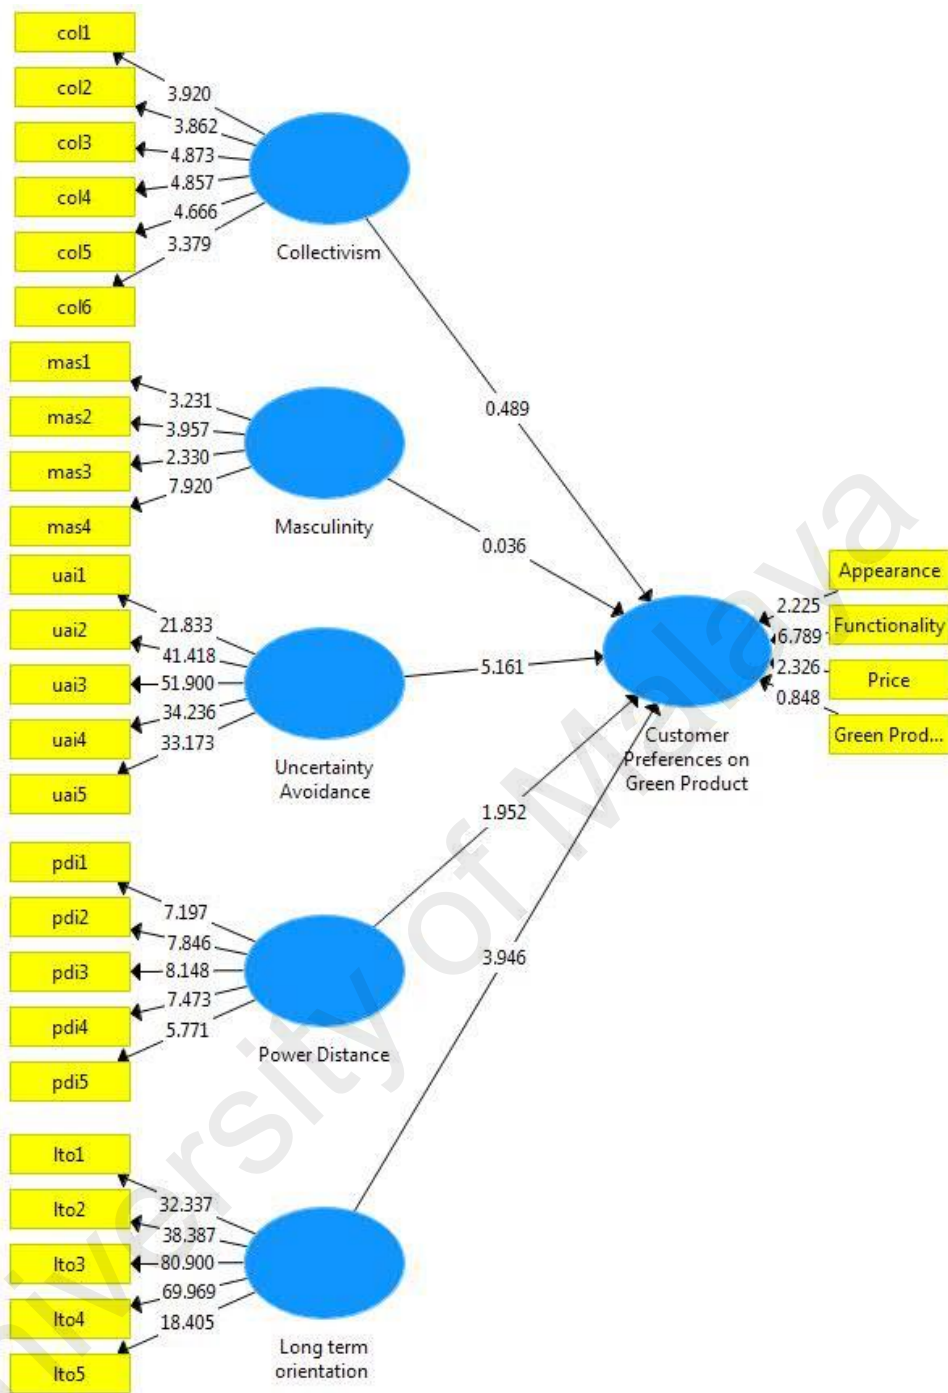 col1
col2
col3
col4
col5
col6
3.920
3.862
4.873
4.857
4.666
3.379
Collectivism
0.489
mas1
mas2
mas3
mas4
3.231
3.957
2.330
7.920
Masculinity
0.036
uai1
uai2
uai3
uai4
uai5
21.833
41.418
51.900
34.236
33.173
Uncertainty
Avoidance
5.161
pdi1
pdi2
pdi3
pdi4
pdi5
7.197
7.846
8.148
7.473
5.771
Power Distance
1.952
lto1
lto2
lto3
lto4
lto5
32.337
38.387
80.900
69.969
18.405
Long term
orientation
3.946
Customer
Preferences on
Green Product
2.225
6.789
2.326
0.848
Appearance
Functionality
Price
Green Prod...
University of Malaya